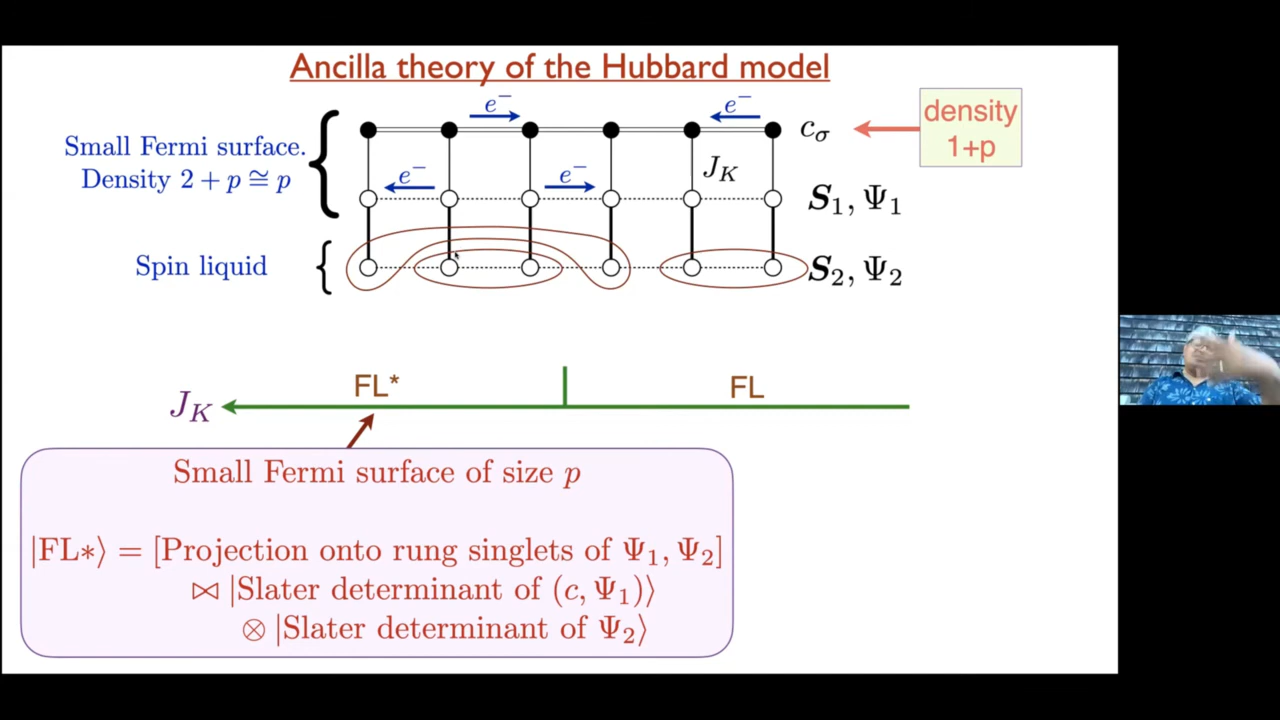 Ancilla theory of the Hubbard model
Small Fermi surface.
Density 2 + p ≅ p
e⁻
e⁻
c_σ
density
1+p
e⁻
e⁻
J_K
S₁, Ψ₁
Spin liquid
S₂, Ψ₂
J_K
FL*
FL
Small Fermi surface of size p
|FL*⟩ = [Projection onto rung singlets of Ψ₁, Ψ₂]
⋈ |Slater determinant of (c, Ψ₁)⟩
⊗ |Slater determinant of Ψ₂⟩